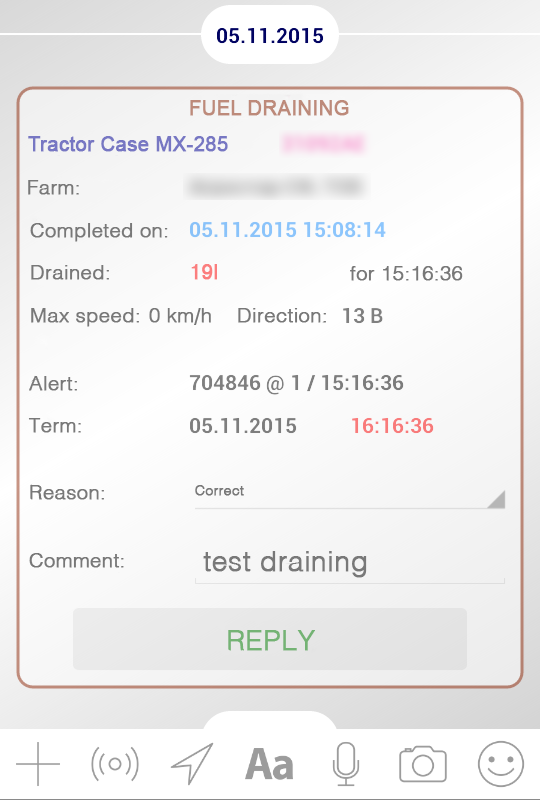 05.11.2015
FUEL DRAINING
Tractor Case MX-285
Farm:
Completed on: 05.11.2015 15:08:14
Drained: 19l for 15:16:36
Max speed: 0 km/h Direction: 13 B
Alert: 704846 @ 1 / 15:16:36
Term: 05.11.2015 16:16:36
Reason: Correct
Comment: test draining
REPLY
Aa